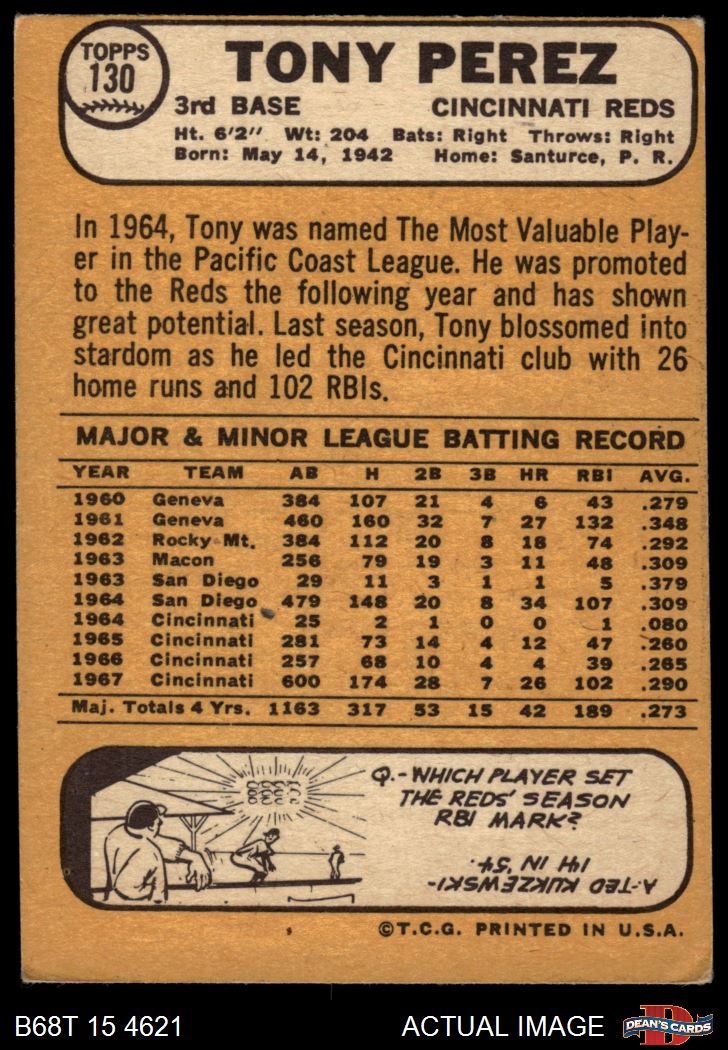 TOPPS
130
TONY PEREZ
3rd BASE CINCINNATI REDS
Ht. 6'2" Wt: 204 Bats: Right Throws: Right
Born: May 14, 1942 Home: Santurce, P. R.
In 1964, Tony was named The Most Valuable Play-
er in the Pacific Coast League. He was promoted
to the Reds the following year and has shown
great potential. Last season, Tony blossomed into
stardom as he led the Cincinnati club with 26
home runs and 102 RBIs.
MAJOR & MINOR LEAGUE BATTING RECORD
YEAR TEAM AB H 2B 3B HR RBI AVG.
1960 Geneva 384 107 21 4 6 43 .279
1961 Geneva 460 160 32 7 27 132 .348
1962 Rocky Mt. 384 112 20 8 18 74 .292
1963 Macon 256 79 19 3 11 48 .309
1963 San Diego 29 11 3 1 1 5 .379
1964 San Diego 479 148 20 8 34 107 .309
1964 Cincinnati 25 2 1 0 0 1 .080
1965 Cincinnati 281 73 14 4 12 47 .260
1966 Cincinnati 257 68 10 4 4 39 .265
1967 Cincinnati 600 174 28 7 26 102 .290
Maj. Totals 4 Yrs. 1163 317 53 15 42 189 .273
Q.-WHICH PLAYER SET
THE REDS' SEASON
RBI MARK?
A-TED KLUZEWSKI-
141 IN '54.
©T.C.G. PRINTED IN U.S.A.
B68T 15 4621 ACTUAL IMAGE
D
DEAN'S CARDS